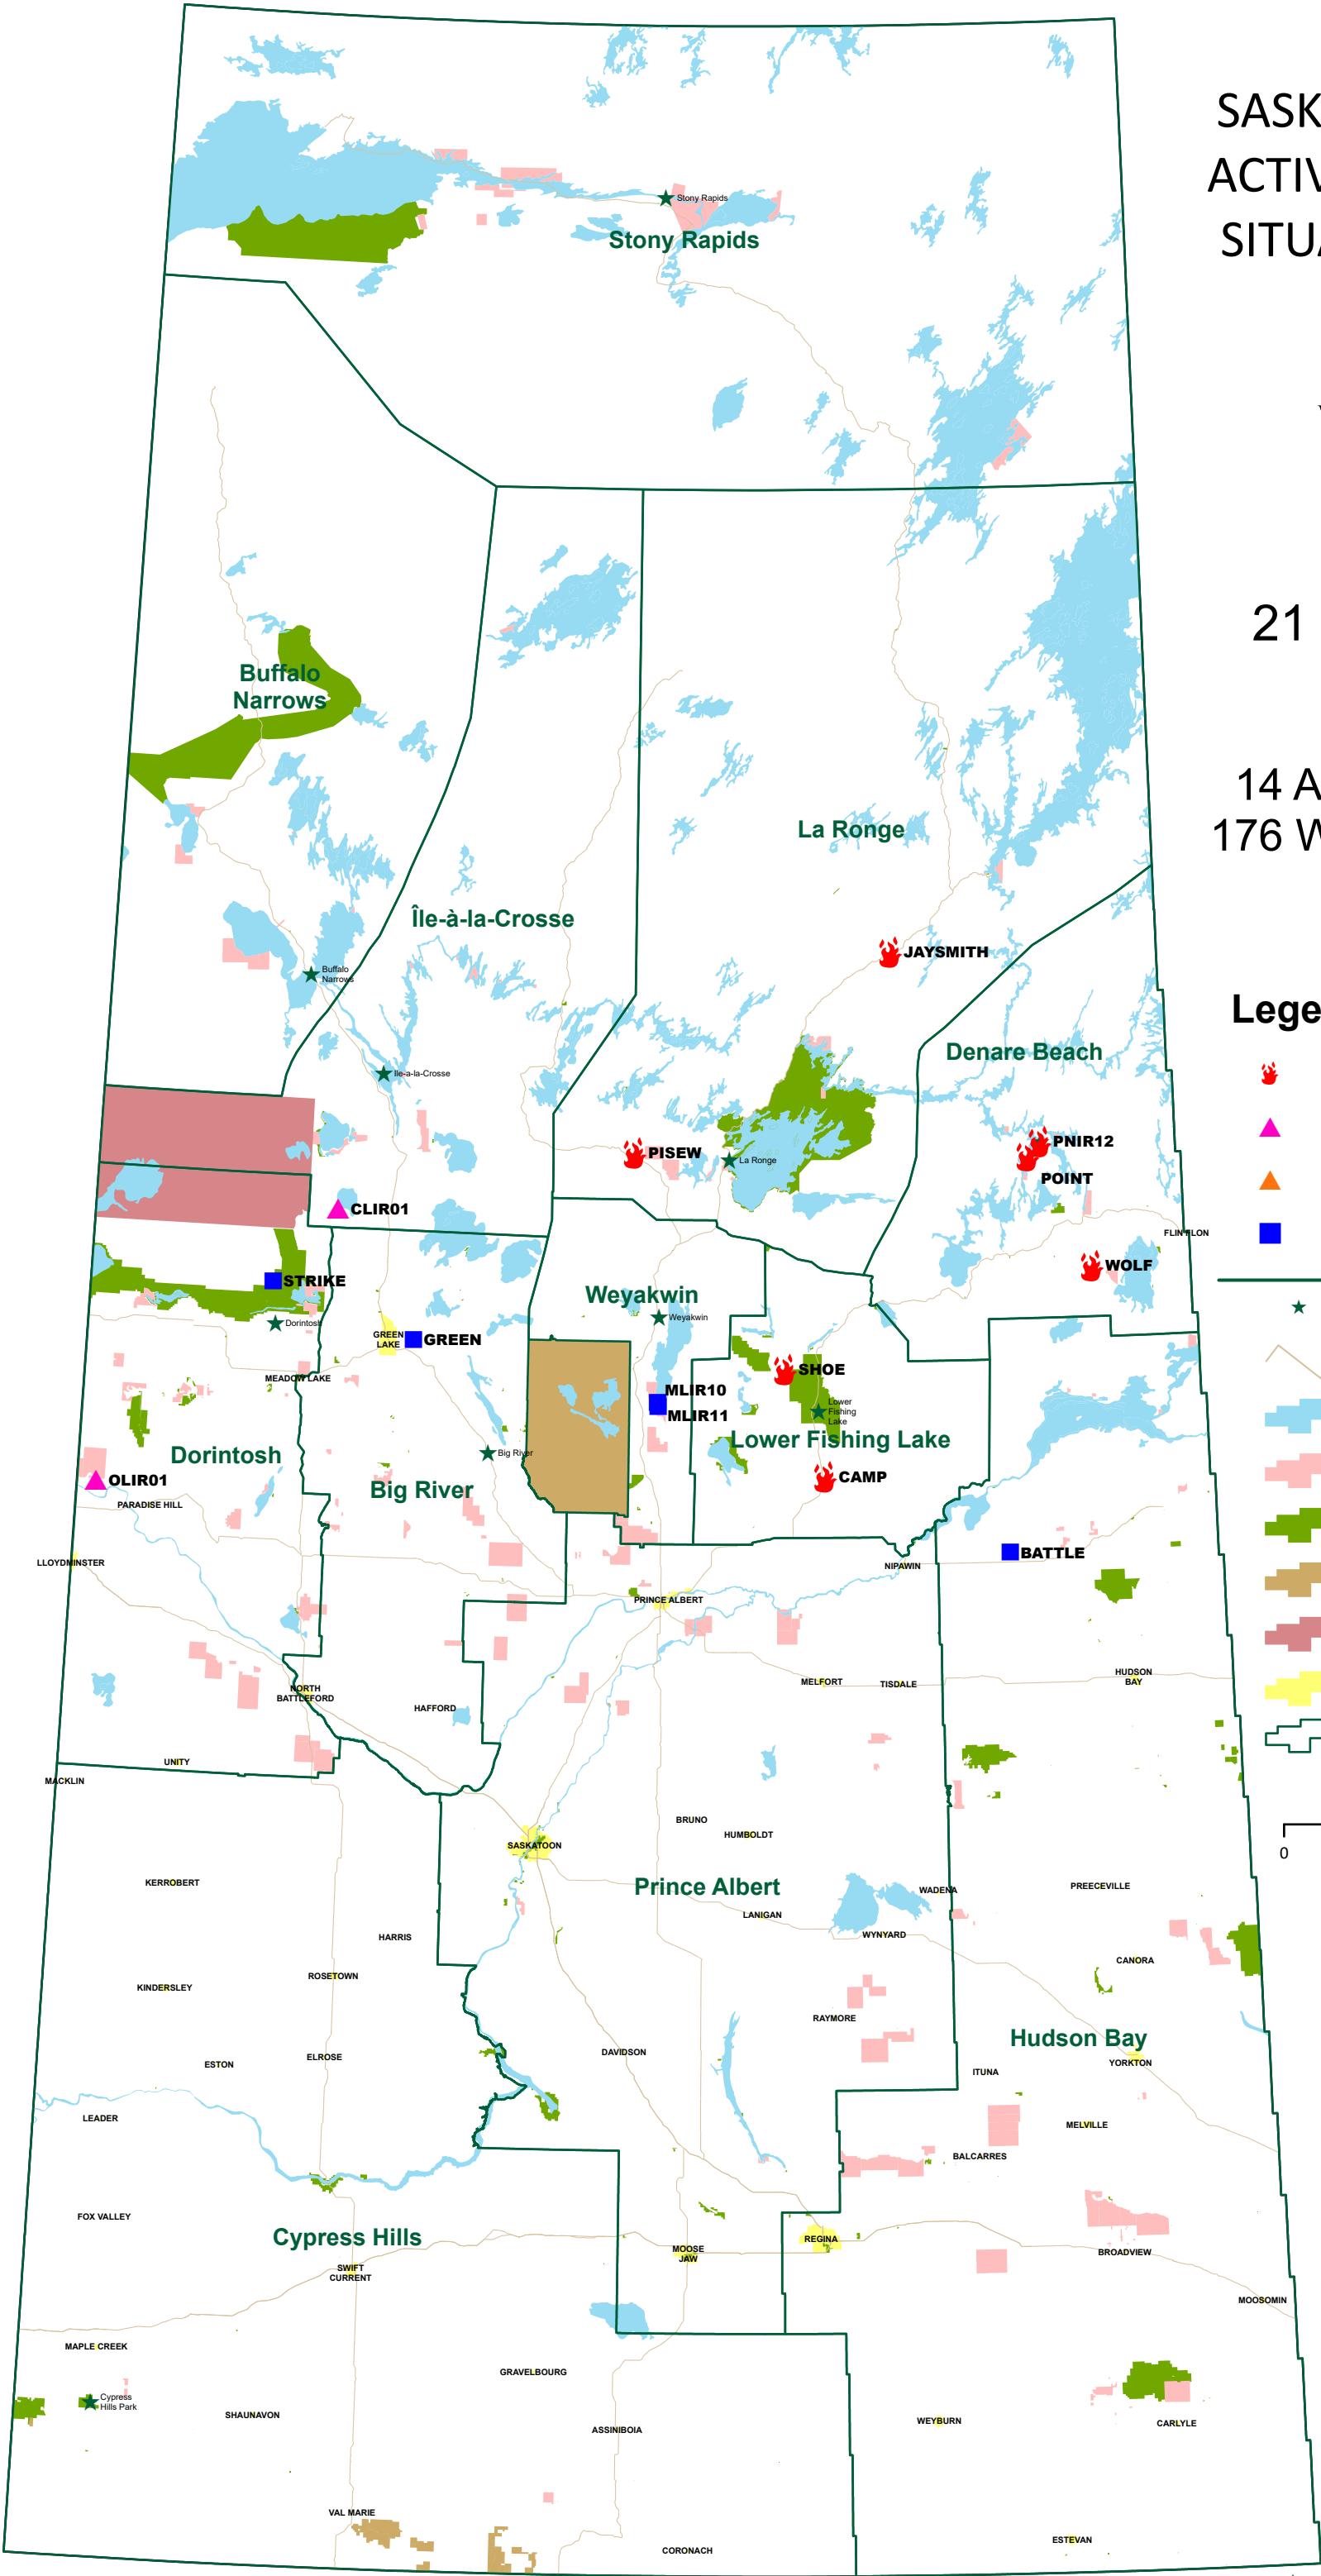 SASK
ACTIV
SITUA
Stony Rapids
Stony Rapids
21
Buffalo
Narrows
14 A
176 W
La Ronge
Île-à-la-Crosse
JAYSMITH
Buffalo
Narrows
Lege
Denare Beach
Ile-a-la-Crosse
PNIR12
PISEW
La Ronge
POINT
CLIR01
FLIN FLON
WOLF
STRIKE
Weyakwin
Weyakwin
Dorintosh
GREEN
LAKE
GREEN
SHOE
MEADOW LAKE
MLIR10
MLIR11
Lower
Fishing
Lake
Lower Fishing Lake
Dorintosh
Big River
OLIR01
CAMP
Big River
PARADISE HILL
BATTLE
LLOYDMINSTER
NIPAWIN
PRINCE ALBERT
HUDSON
BAY
MELFORT
TISDALE
NORTH
BATTLEFORD
HAFFORD
UNITY
MACKLIN
BRUNO
HUMBOLDT
SASKATOON
0
KERROBERT
Prince Albert
WADENA
PREECEVILLE
LANIGAN
WYNYARD
HARRIS
CANORA
ROSETOWN
KINDERSLEY
RAYMORE
Hudson Bay
DAVIDSON
ELROSE
ESTON
YORKTON
ITUNA
LEADER
MELVILLE
BALCARRES
FOX VALLEY
Cypress Hills
REGINA
MOOSE
JAW
BROADVIEW
SWIFT
CURRENT
MOOSOMIN
MAPLE CREEK
GRAVELBOURG
Cypress
Hills Park
SHAUNAVON
WEYBURN
CARLYLE
ASSINIBOIA
VAL MARIE
ESTEVAN
CORONACH